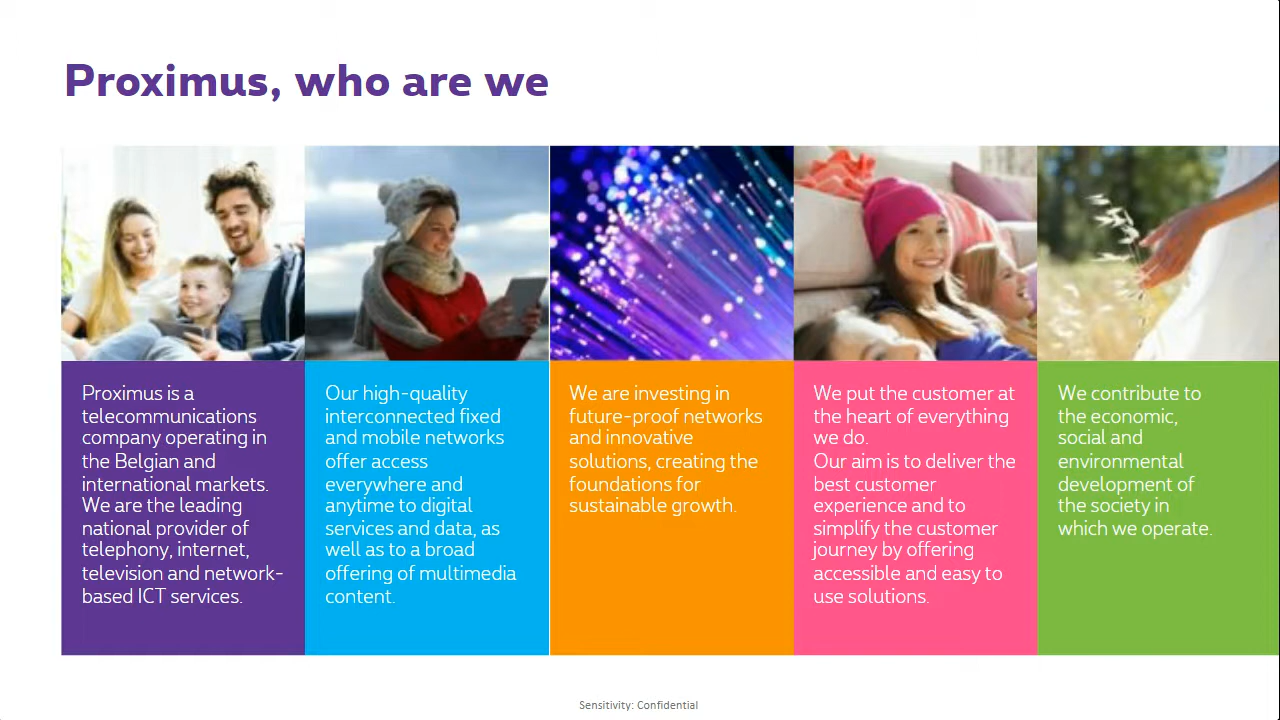 Proximus, who are we
Proximus is a
telecommunications
company operating in
the Belgian and
international markets.
We are the leading
national provider of
telephony, internet,
television and network-
based ICT services.
Our high-quality
interconnected fixed
and mobile networks
offer access
everywhere and
anytime to digital
services and data, as
well as to a broad
offering of multimedia
content.
We are investing in
future-proof networks
and innovative
solutions, creating the
foundations for
sustainable growth.
We put the customer at
the heart of everything
we do.
Our aim is to deliver the
best customer
experience and to
simplify the customer
journey by offering
accessible and easy to
use solutions.
We contribute to
the economic,
social and
environmental
development of
the society in
which we operate.
Sensitivity: Confidential